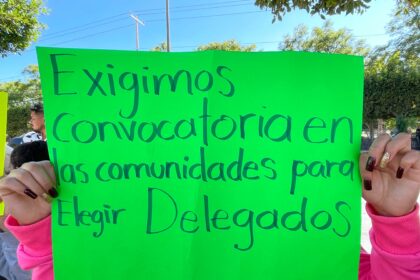 Exigimos
Convocatoria en
las comunidades para
Elegir Delegados